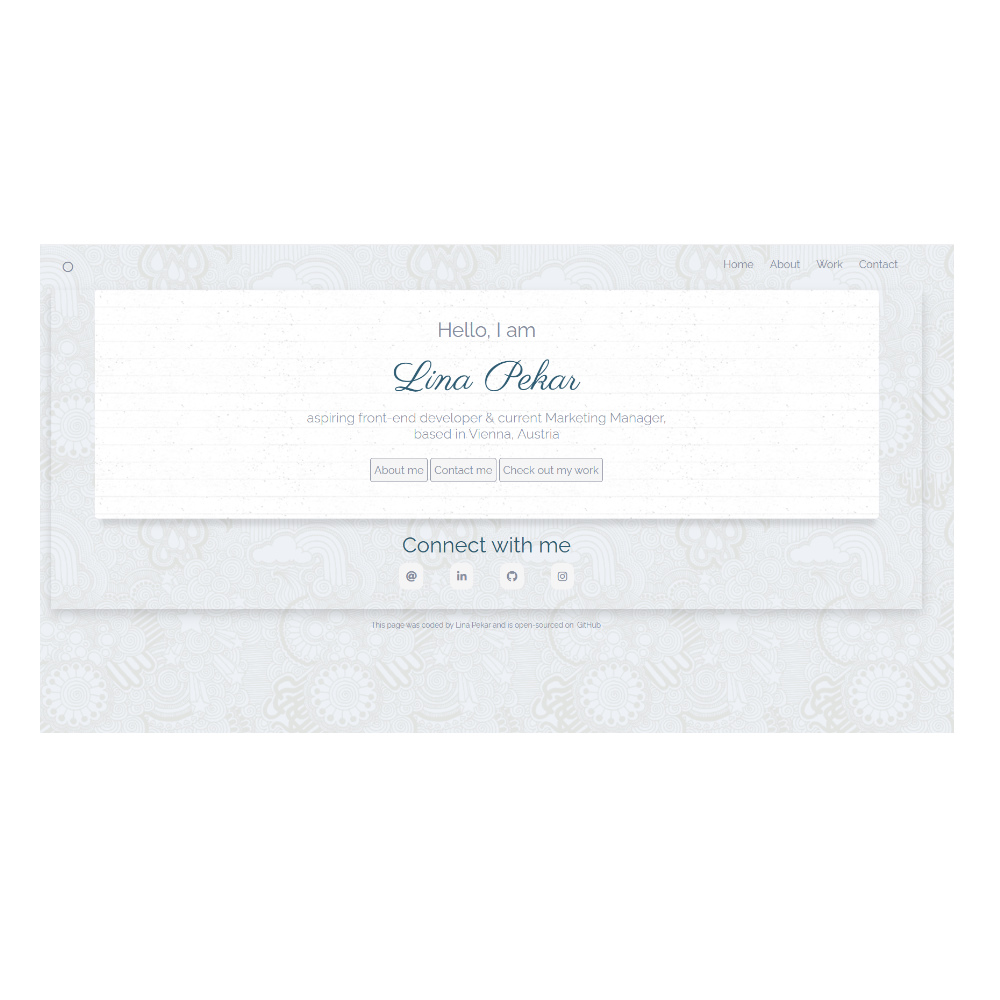 Home About Work Contact
Hello, I am
Lina Pekar
aspiring front-end developer & current Marketing Manager,
based in Vienna, Austria
About me Contact me Check out my work
Connect with me
This page was coded by Lina Pekar and is open-sourced on GitHub